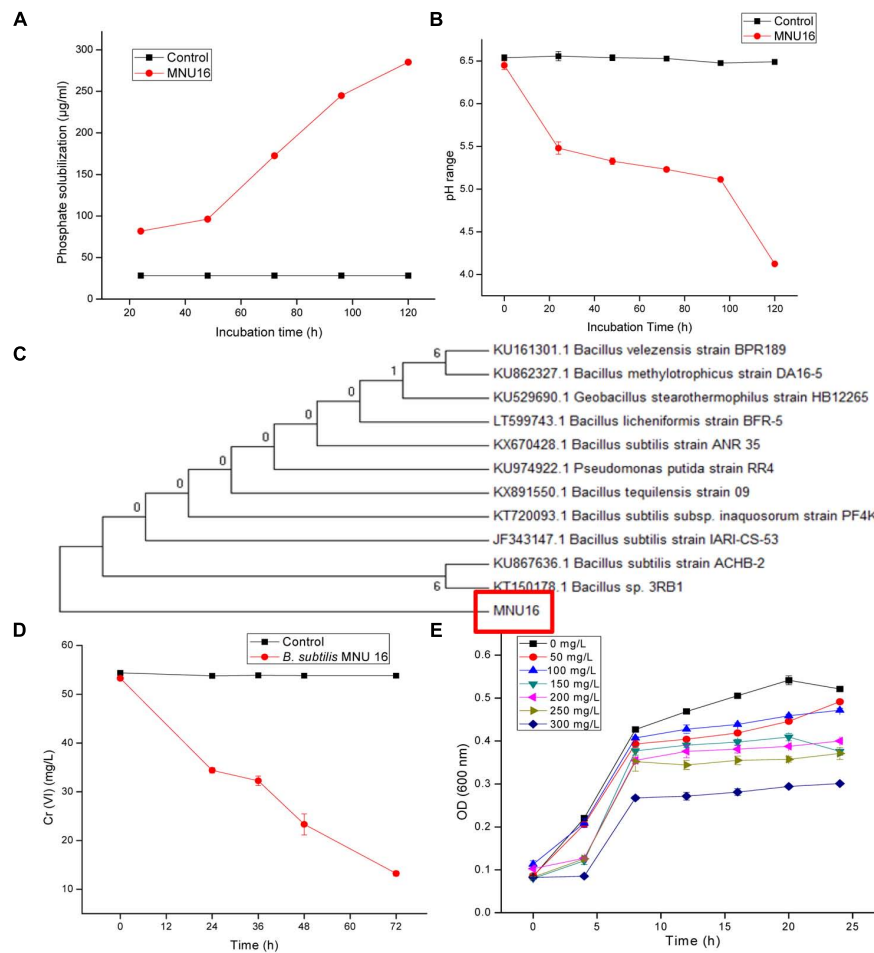 A
Control
MNU16
Phosphate solubilization (µg/ml)
300
250
200
150
100
50
0
20
40
60
80
100
120
Incubation time (h)
B
Control
MNU16
pH range
6.5
6.0
5.5
5.0
4.5
4.0
0
20
40
60
80
100
120
Incubation Time (h)
C
6
1
0
0
0
0
0
0
6
KU161301.1 Bacillus velezensis strain BPR189
KU862327.1 Bacillus methylotrophicus strain DA16-5
KU529690.1 Geobacillus stearothermophilus strain HB12265
LT599743.1 Bacillus licheniformis strain BFR-5
KX670428.1 Bacillus subtilis strain ANR 35
KU974922.1 Pseudomonas putida strain RR4
KX891550.1 Bacillus tequilensis strain 09
KT720093.1 Bacillus subtilis subsp. inaquosorum strain PF4K
JF343147.1 Bacillus subtilis strain IARI-CS-53
KU867636.1 Bacillus subtilis strain ACHB-2
KT150178.1 Bacillus sp. 3RB1
MNU16
D
Control
B. subtilis MNU 16
Cr (VI) (mg/L)
60
50
40
30
20
10
0
12
24
36
48
60
72
Time (h)
E
0 mg/L
50 mg/L
100 mg/L
150 mg/L
200 mg/L
250 mg/L
300 mg/L
OD (600 nm)
0.6
0.5
0.4
0.3
0.2
0.1
0.0
0
5
10
15
20
25
Time (h)